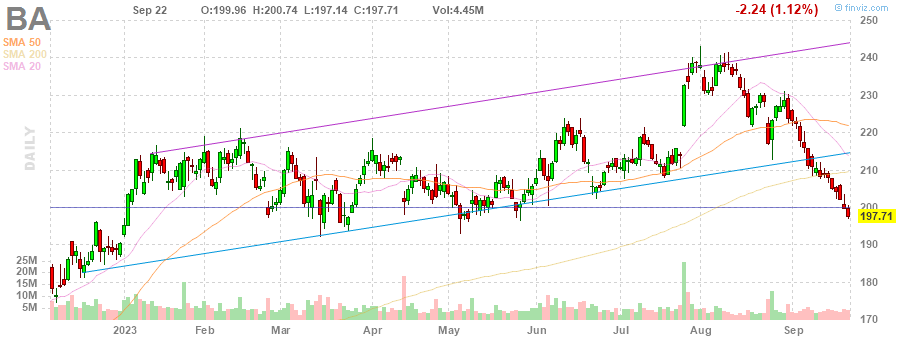 BA
Sep 22 O:199.96 H:200.74 L:197.14 C:197.71 Vol:4.45M -2.24 (1.12%)
© finviz.com
SMA 50
SMA 200
SMA 20
DAILY
250
240
230
220
210
200
197.71
190
180
170
25M
20M
15M
10M
5M
2023 Feb Mar Apr May Jun Jul Aug Sep